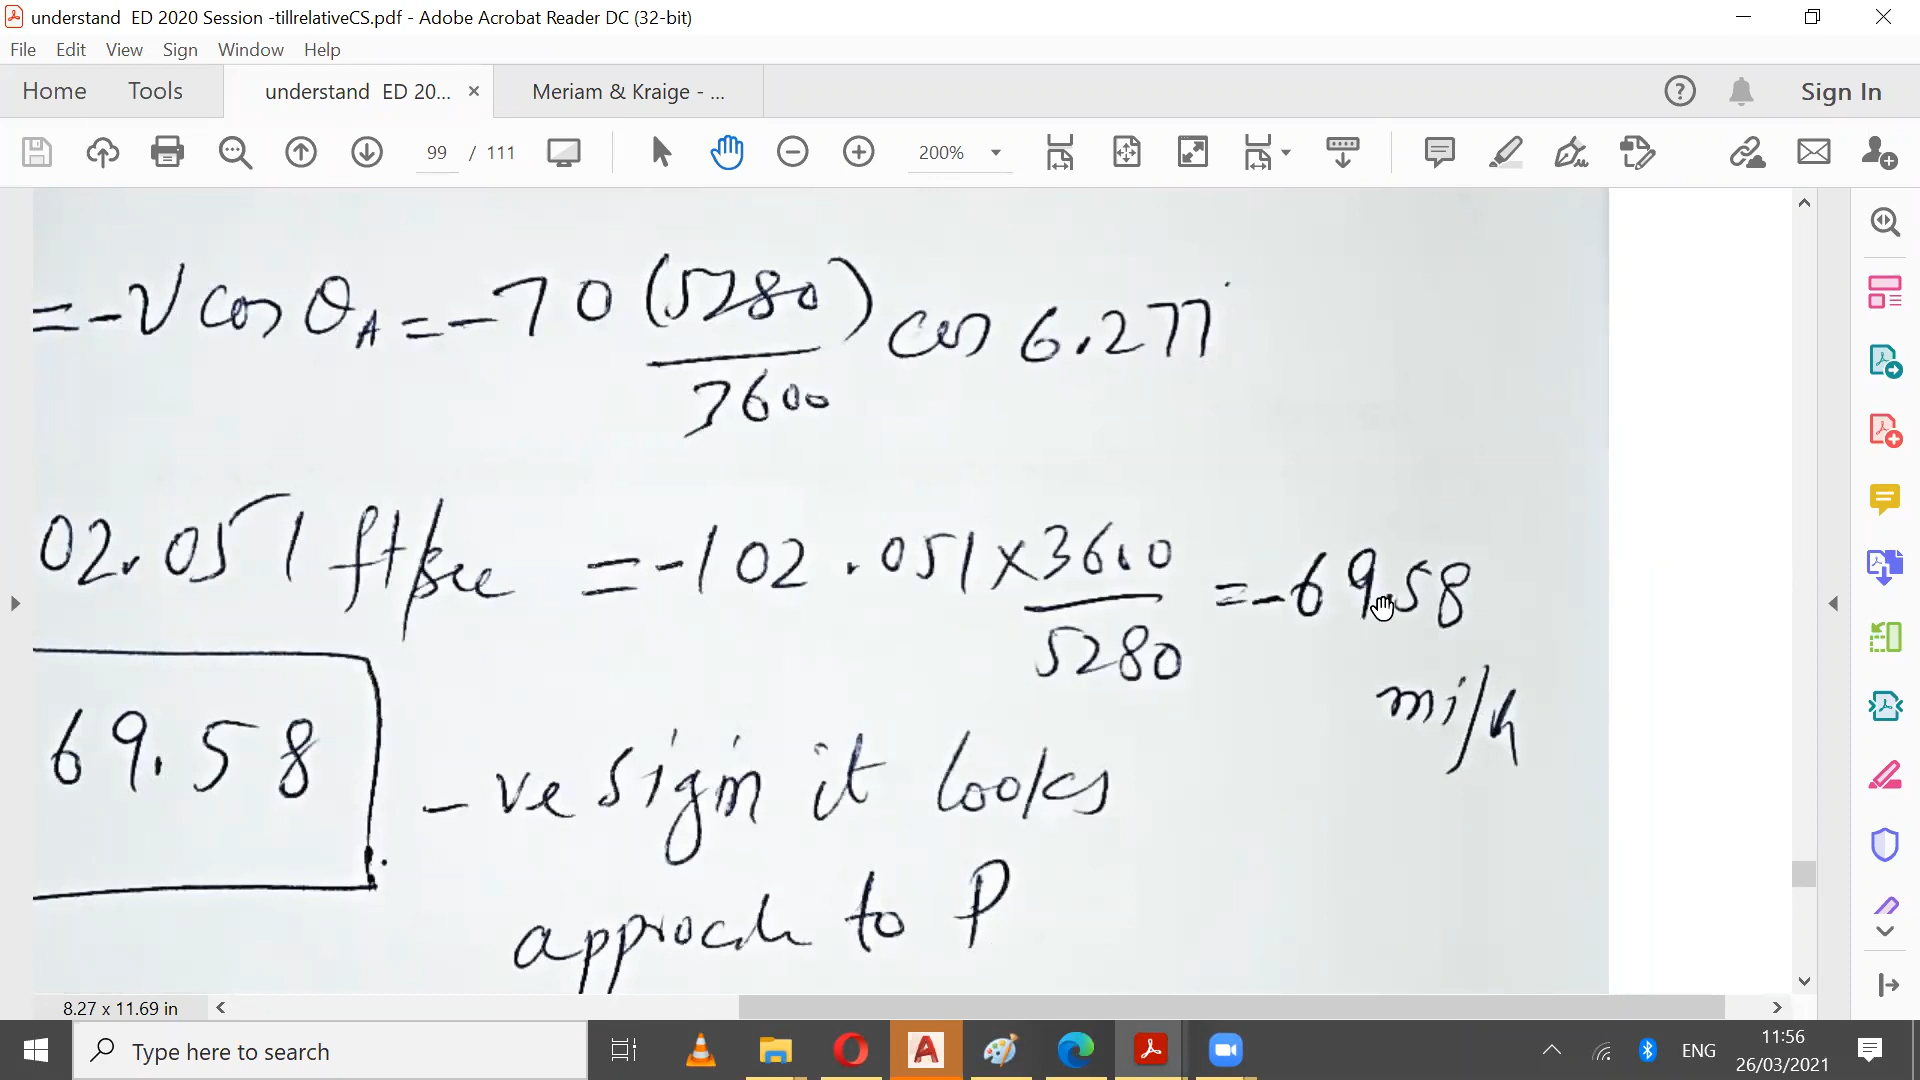 understand ED 2020 Session -tillrelativeCS.pdf - Adobe Acrobat Reader DC (32-bit)
File Edit View Sign Window Help
Home Tools understand ED 20... × Meriam & Kraige - ... Sign In
99 / 111 200%
= -V cos θA = -70 (5280/3600) cos 6.277
02.051 ft/sec = -102.051 × 3600/5280 = -69.58
mi/h
69.58
-ve sign it looks
approach to P
8.27 x 11.69 in
Type here to search
ENG
11:56
26/03/2021